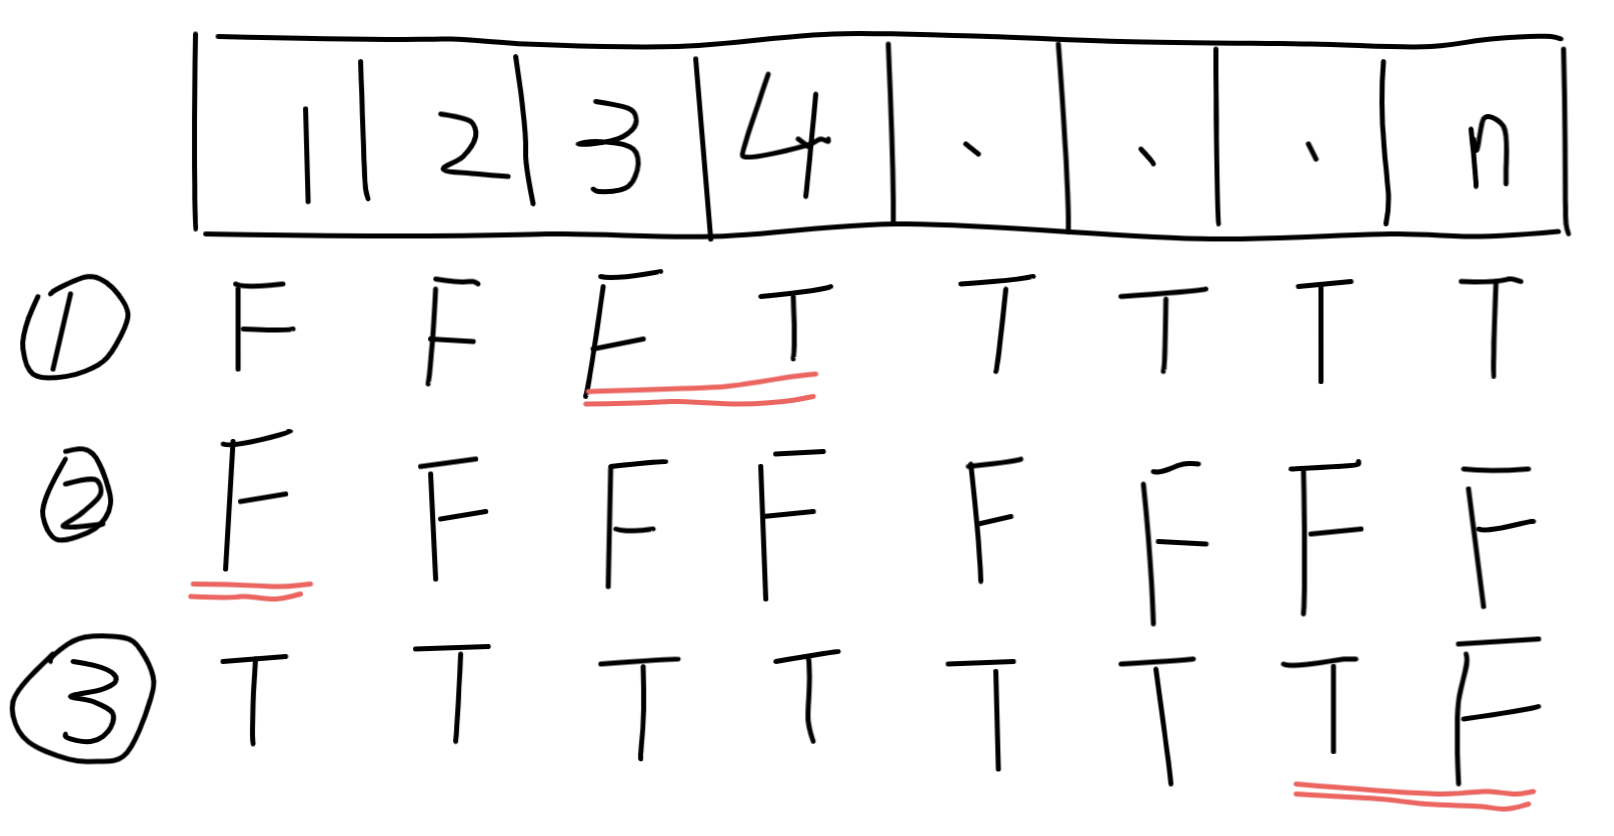 1 2 3 4 . . . n
① F F F T T T T T
② F F F F F F F F
③ T T T T T T T F